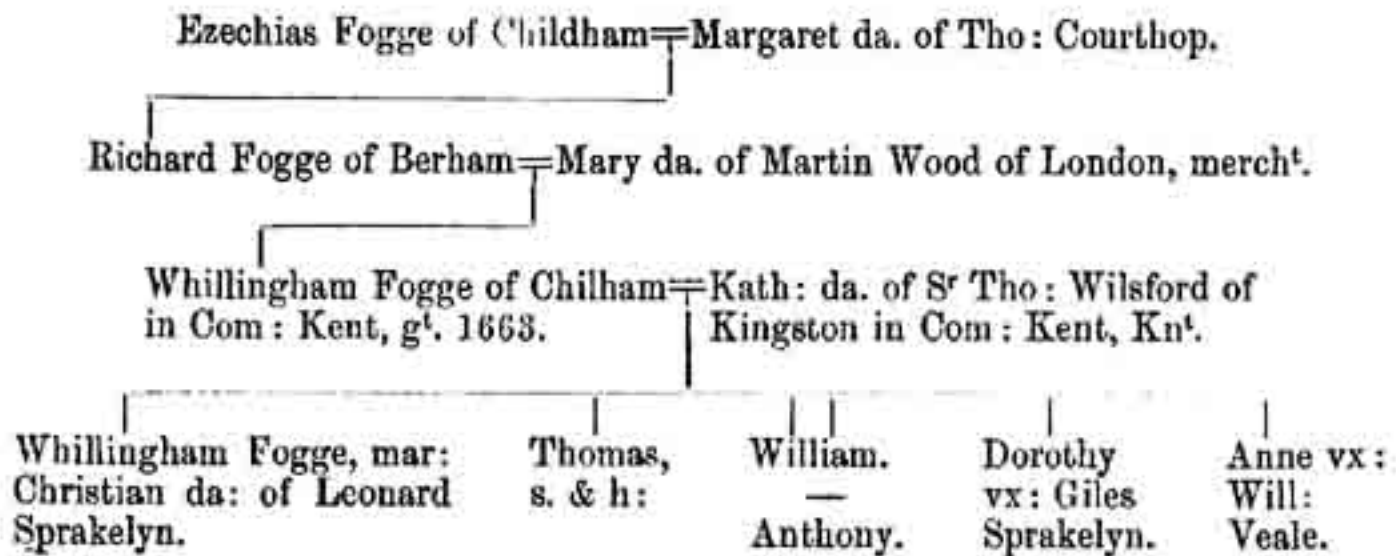 Ezechias Fogge of Childham=Margaret da. of Tho: Courthop.
Richard Fogge of Berham=Mary da. of Martin Wood of London, mercht.
Whillingham Fogge of Chilham=Kath: da. of Sr Tho: Wilsford of
in Com: Kent, gt. 1663.
Kingston in Com: Kent, Knt.
Whillingham Fogge, mar:
Christian da: of Leonard
Sprakelyn.
Thomas,
s. & h:
William.
—
Anthony.
Dorothy
vx: Giles
Sprakelyn.
Anne vx:
Will:
Veale.